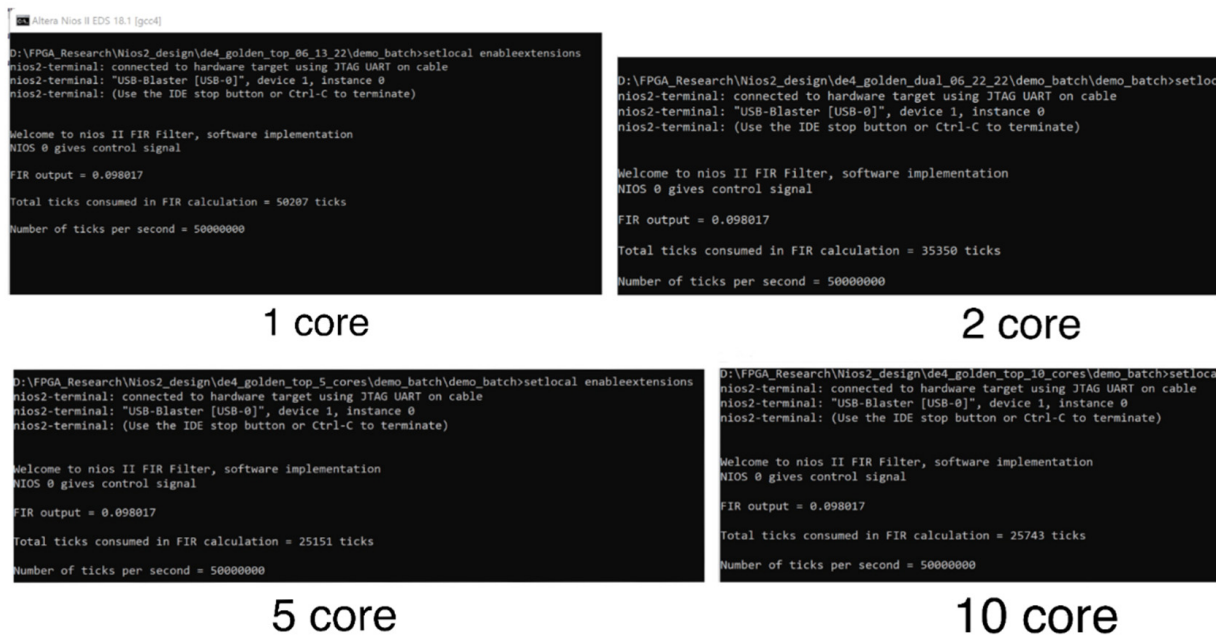 Altera Nios II EDS 18.1 [gcc4]
D:\FPGA_Research\Nios2_design\de4_golden_top_06_13_22\demo_batch>setlocal enableextensions
nios2-terminal: connected to hardware target using JTAG UART on cable
nios2-terminal: "USB-Blaster [USB-0]", device 1, instance 0
nios2-terminal: (Use the IDE stop button or Ctrl-C to terminate)
Welcome to nios II FIR Filter, software implementation
NIOS 0 gives control signal
FIR output = 0.098017
Total ticks consumed in FIR calculation = 50207 ticks
Number of ticks per second = 50000000
1 core
D:\FPGA_Research\Nios2_design\de4_golden_dual_06_22_22\demo_batch\demo_batch>setloc
nios2-terminal: connected to hardware target using JTAG UART on cable
nios2-terminal: "USB-Blaster [USB-0]", device 1, instance 0
nios2-terminal: (Use the IDE stop button or Ctrl-C to terminate)
Welcome to nios II FIR Filter, software implementation
NIOS 0 gives control signal
FIR output = 0.098017
Total ticks consumed in FIR calculation = 35350 ticks
Number of ticks per second = 50000000
2 core
D:\FPGA_Research\Nios2_design\de4_golden_top_5_cores\demo_batch\demo_batch>setlocal enableextensions
nios2-terminal: connected to hardware target using JTAG UART on cable
nios2-terminal: "USB-Blaster [USB-0]", device 1, instance 0
nios2-terminal: (Use the IDE stop button or Ctrl-C to terminate)
Welcome to nios II FIR Filter, software implementation
NIOS 0 gives control signal
FIR output = 0.098017
Total ticks consumed in FIR calculation = 25151 ticks
Number of ticks per second = 50000000
5 core
D:\FPGA_Research\Nios2_design\de4_golden_top_10_cores\demo_batch\demo_batch>setloca
nios2-terminal: connected to hardware target using JTAG UART on cable
nios2-terminal: "USB-Blaster [USB-0]", device 1, instance 0
nios2-terminal: (Use the IDE stop button or Ctrl-C to terminate)
Welcome to nios II FIR Filter, software implementation
NIOS 0 gives control signal
FIR output = 0.098017
Total ticks consumed in FIR calculation = 25743 ticks
Number of ticks per second = 50000000
10 core